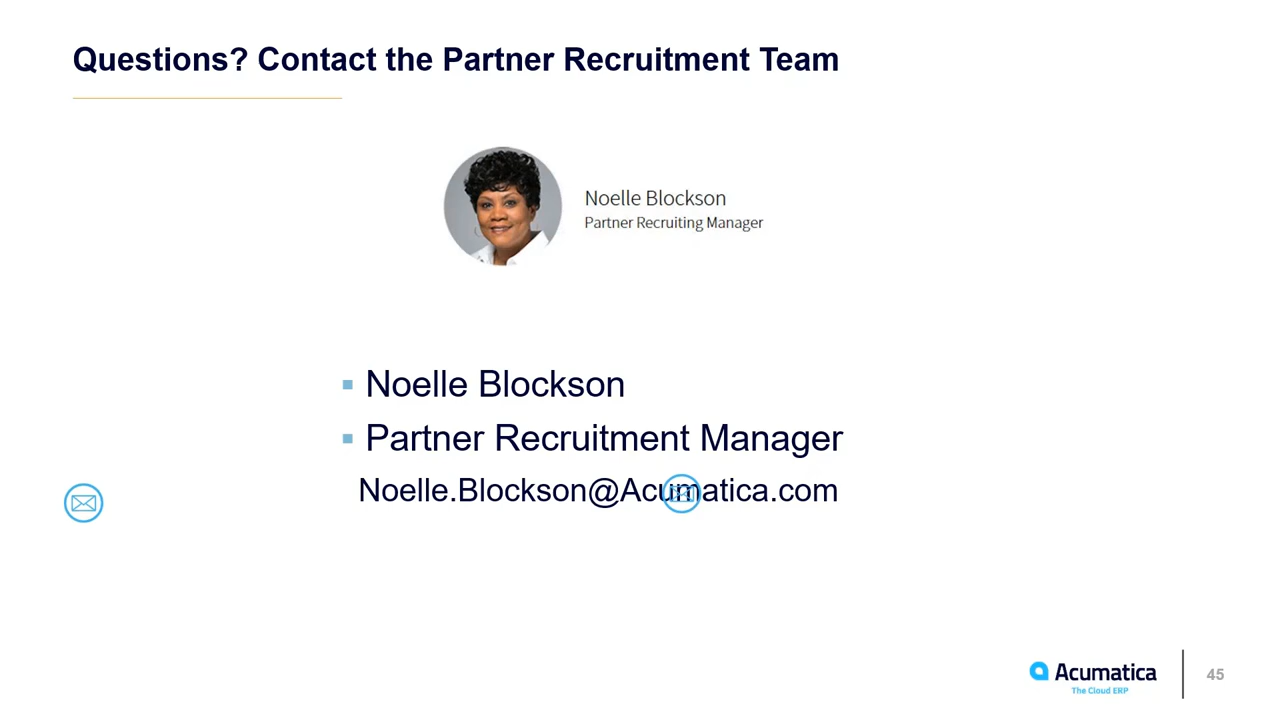 Questions? Contact the Partner Recruitment Team
Noelle Blockson
Partner Recruiting Manager
Noelle Blockson
Partner Recruitment Manager
Noelle.Blockson@Acumatica.com
Acumatica
The Cloud ERP
45